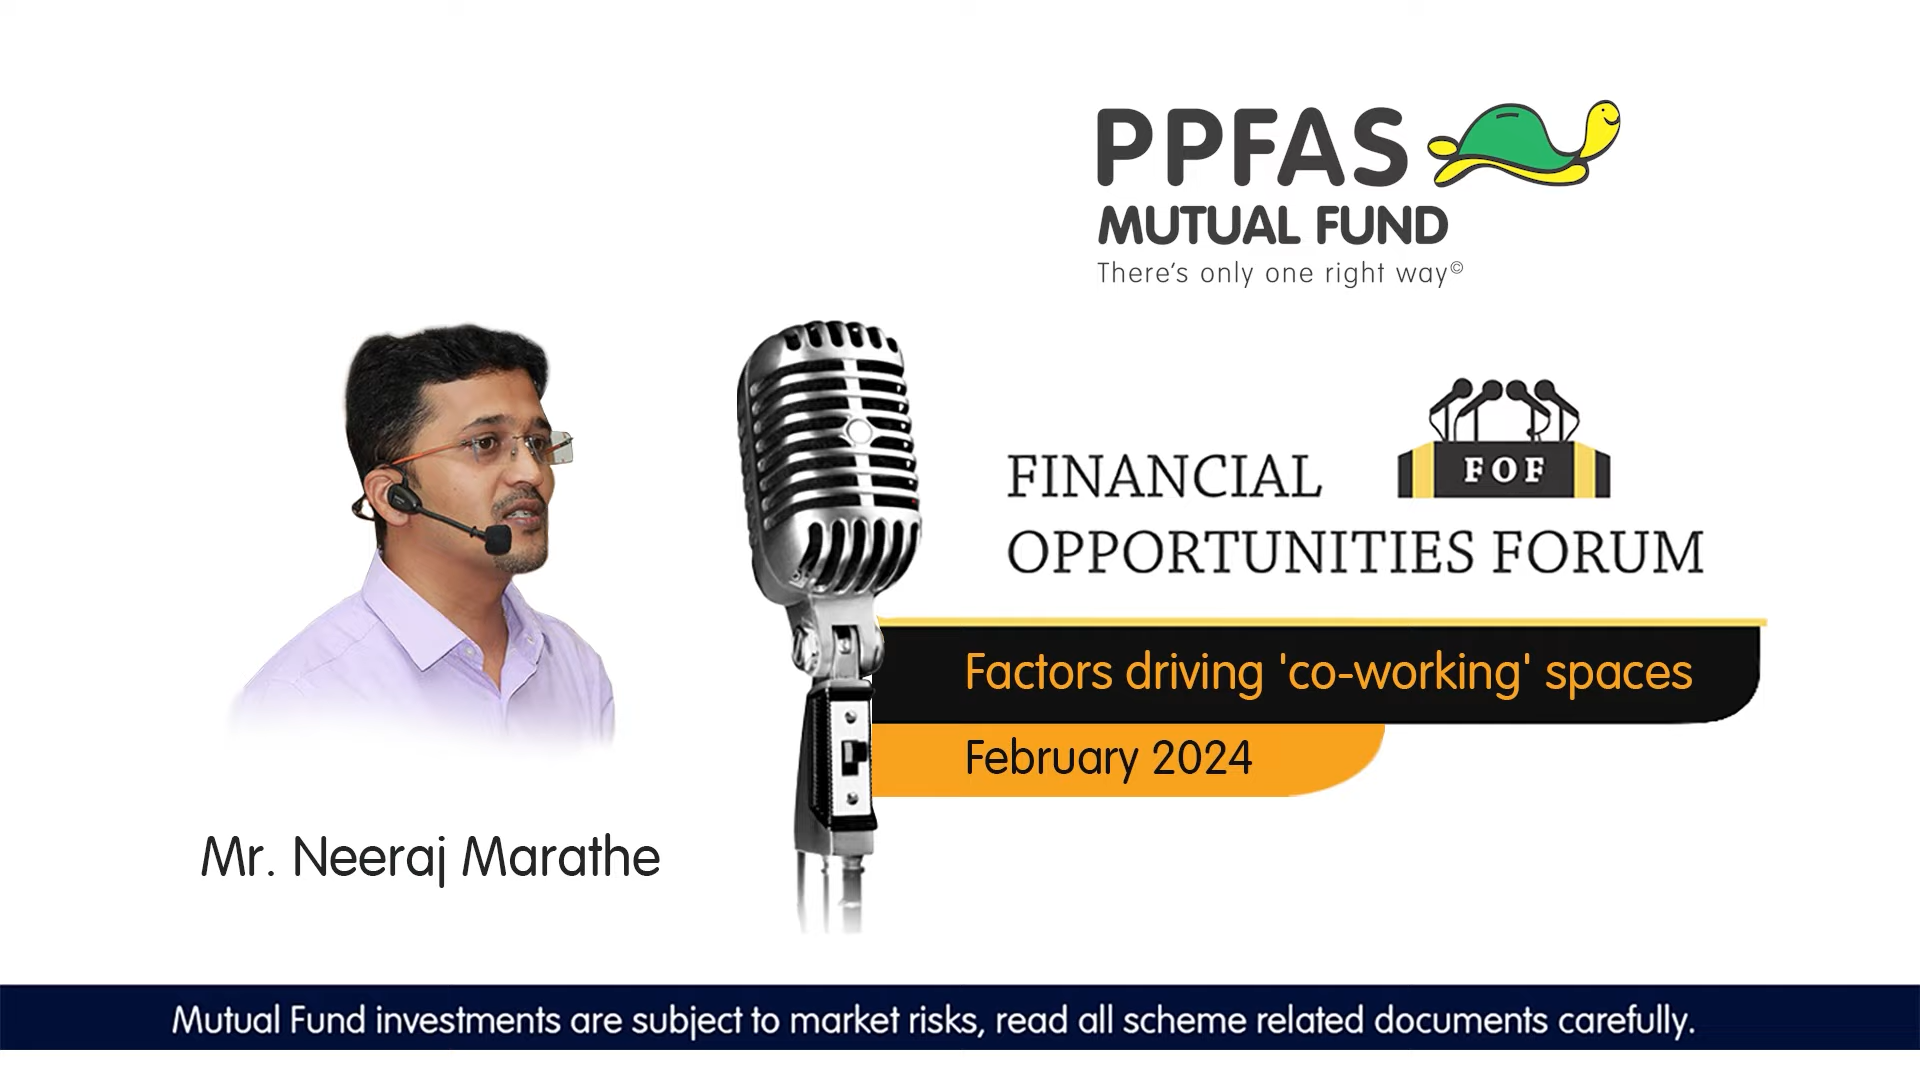 PPFAS
MUTUAL FUND
There's only one right way©
FOF
FINANCIAL
OPPORTUNITIES FORUM
Factors driving 'co-working' spaces
February 2024
Mr. Neeraj Marathe
Mutual Fund investments are subject to market risks, read all scheme related documents carefully.